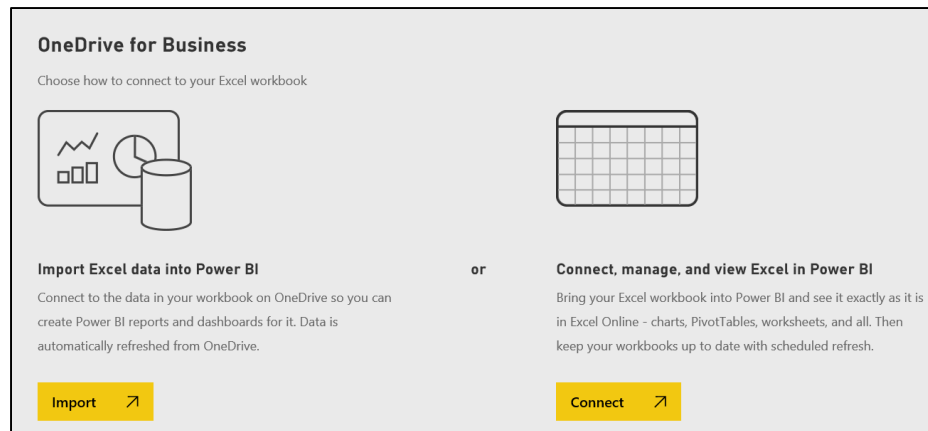 OneDrive for Business
Choose how to connect to your Excel workbook
Import Excel data into Power BI
Connect to the data in your workbook on OneDrive so you can
create Power BI reports and dashboards for it. Data is
automatically refreshed from OneDrive.
Import
or
Connect, manage, and view Excel in Power BI
Bring your Excel workbook into Power BI and see it exactly as it is
in Excel Online - charts, PivotTables, worksheets, and all. Then
keep your workbooks up to date with scheduled refresh.
Connect